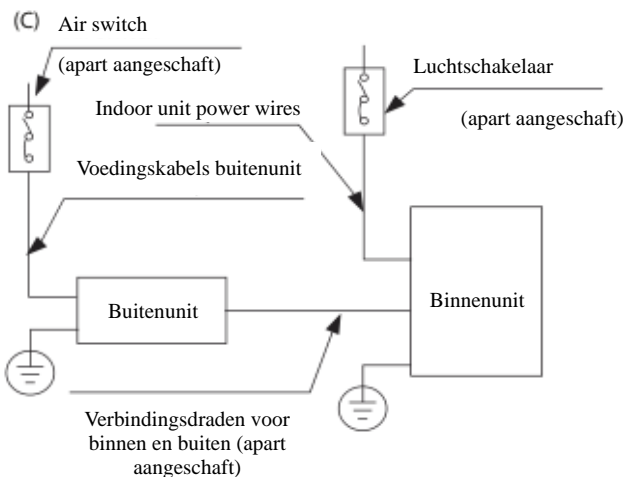 (C) Air switch
(apart aangeschaft)
Luchtschakelaar
(apart aangeschaft)
Indoor unit power wires
Voedingskabels buitenunit
Buitenunit
Binnenunit
Verbindingsdraden voor
binnen en buiten (apart
aangeschaft)